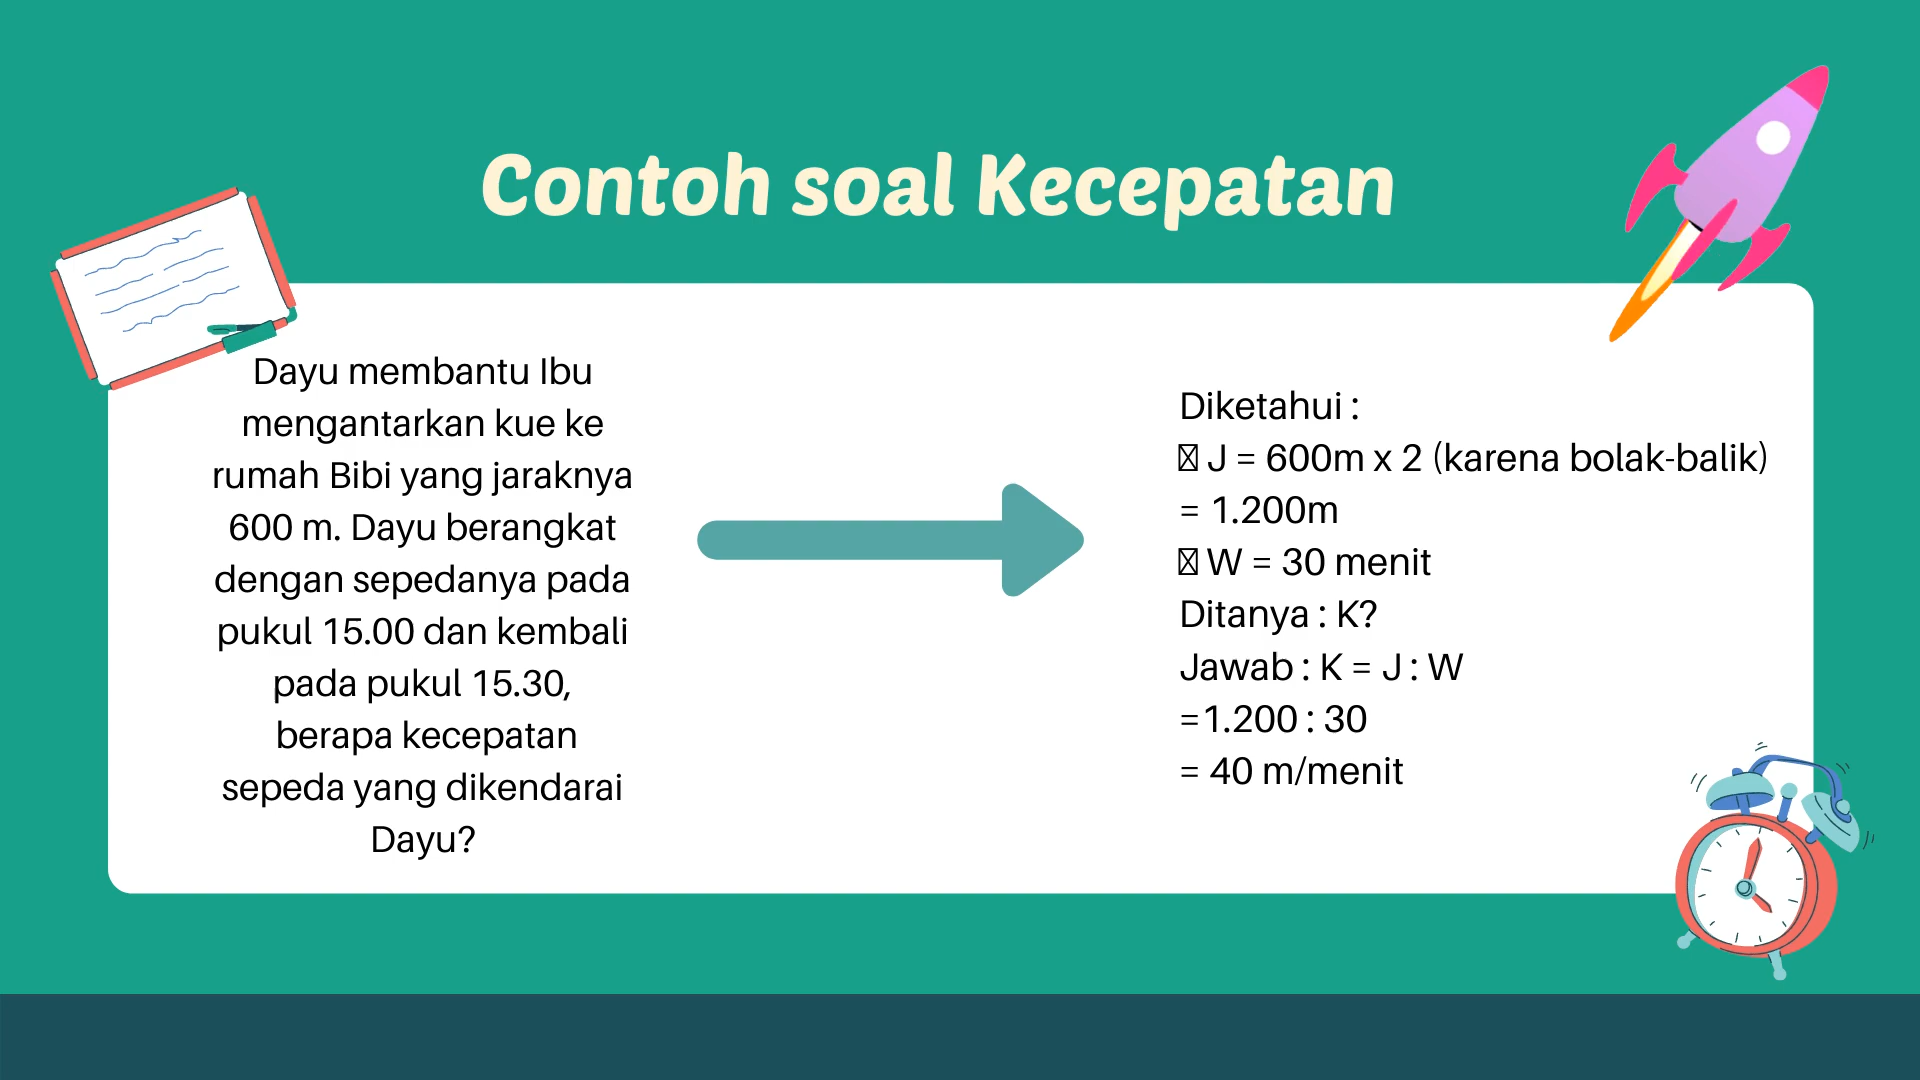 Contoh soal Kecepatan
Dayu membantu Ibu
mengantarkan kue ke
rumah Bibi yang jaraknya
600 m. Dayu berangkat
dengan sepedanya pada
pukul 15.00 dan kembali
pada pukul 15.30,
berapa kecepatan
sepeda yang dikendarai
Dayu?
Diketahui :
J = 600m x 2 (karena bolak-balik)
= 1.200m
W = 30 menit
Ditanya : K?
Jawab : K = J : W
=1.200 : 30
= 40 m/menit